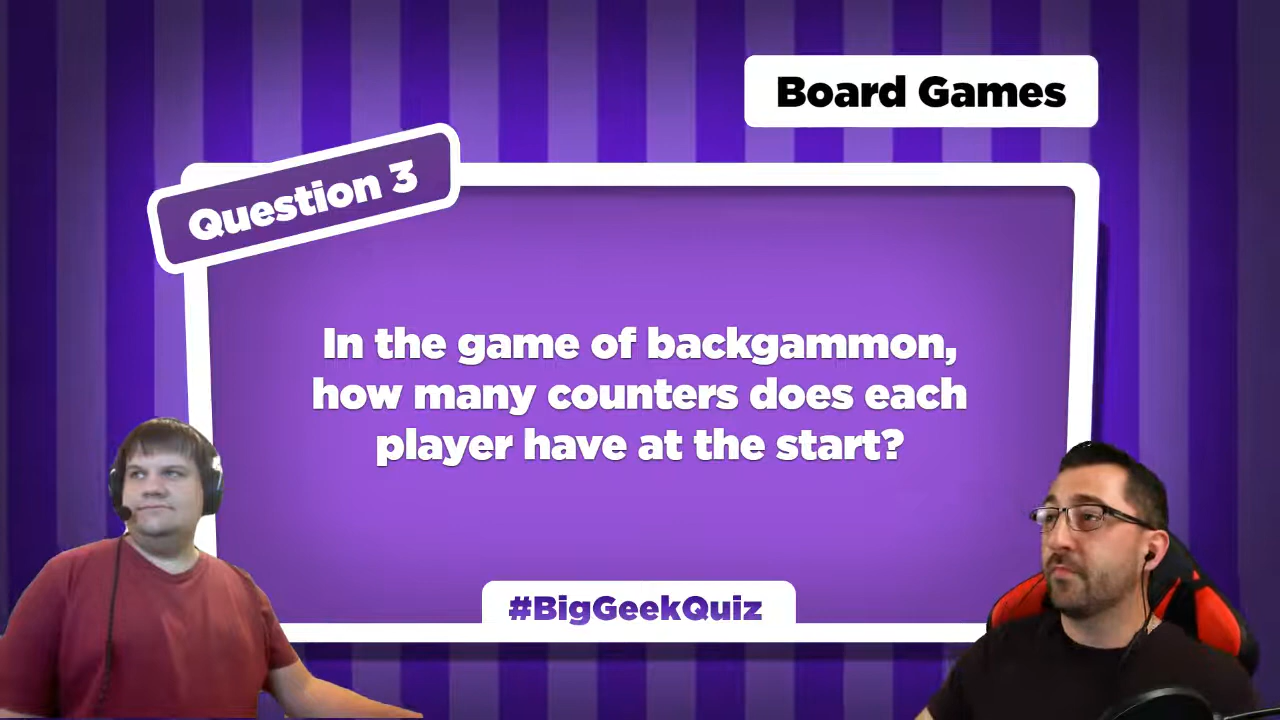 Board Games
Question 3
In the game of backgammon,
how many counters does each
player have at the start?
#BigGeekQuiz